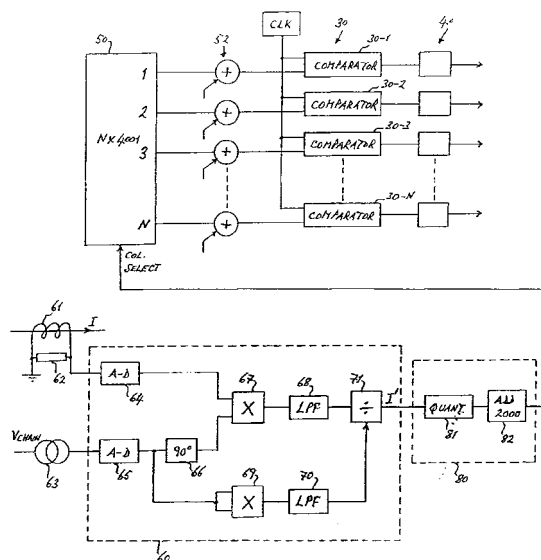 50
52
CLK
30
40
30-1
1
+
COMPARATOR
30-2
2
+
COMPARATOR
30-3
N×4001
3
+
COMPARATOR
30-N
N
+
COMPARATOR
COL.
SELECT
61
I
62
A-D
64
67
X
68
LPF
71
÷
I'
QUANT.
81
ADD
2000
82
80
VCHAIN
63
A-D
65
90°
66
69
X
70
LPF
60